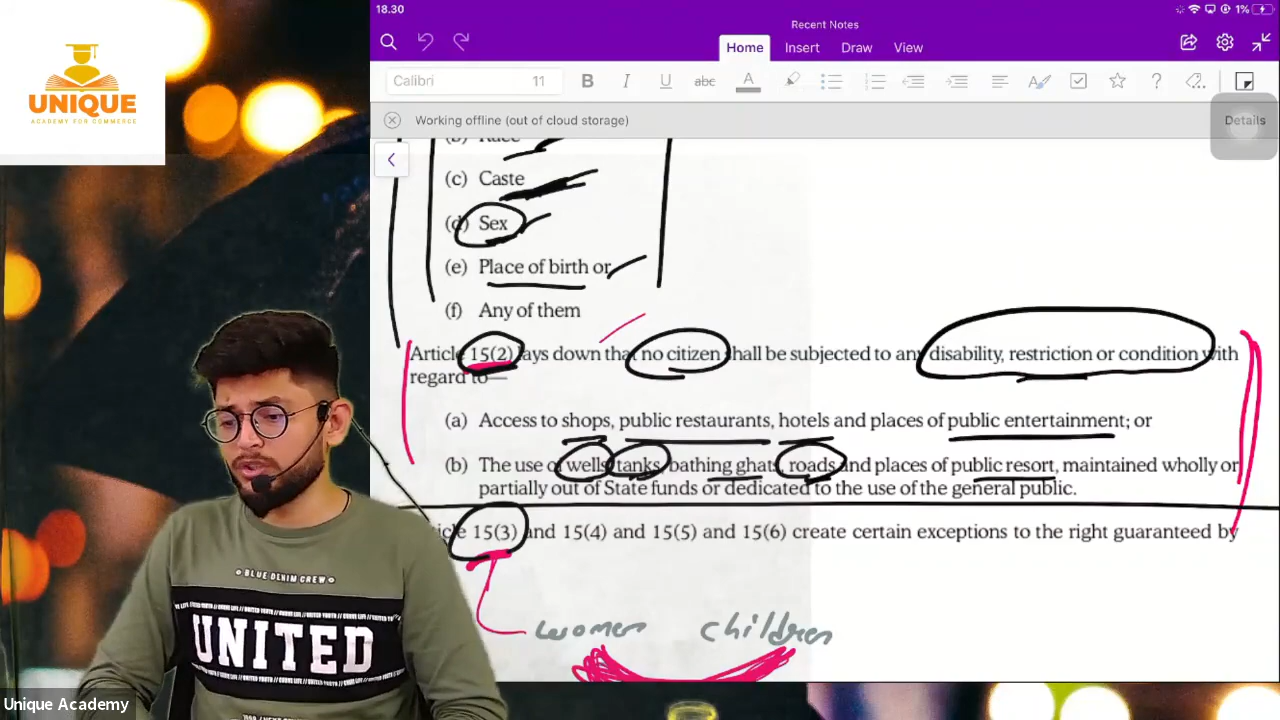 18.30
1%
Recent Notes
UNIQUE
ACADEMY FOR COMMERCE
Home Insert Draw View
Calibri 11 B I U abc A
Working offline (out of cloud storage) Details
(b) Race
(c) Caste
(d) Sex
(e) Place of birth or
(f) Any of them
Article 15(2) lays down that no citizen shall be subjected to any disability, restriction or condition with
regard to—
(a) Access to shops, public restaurants, hotels and places of public entertainment; or
(b) The use of wells, tanks, bathing ghats, roads and places of public resort, maintained wholly or
partially out of State funds or dedicated to the use of the general public.
Article 15(3) and 15(4) and 15(5) and 15(6) create certain exceptions to the right guaranteed by
women children
BLUE DENIM CREW
UNITED
Unique Academy